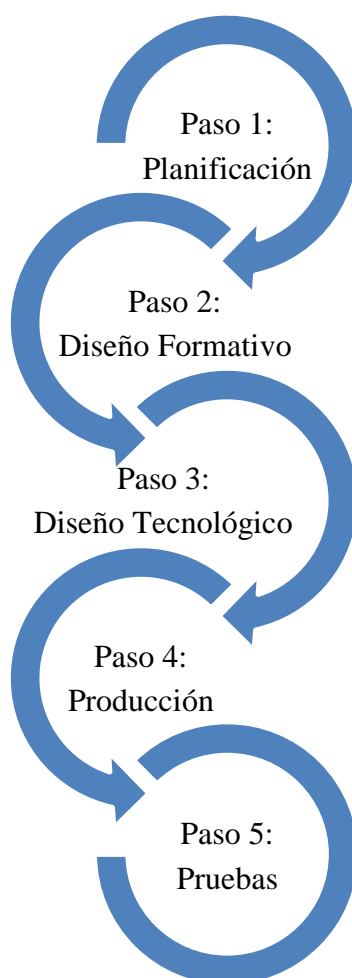 Paso 1:
Planificación
Paso 2:
Diseño Formativo
Paso 3:
Diseño Tecnológico
Paso 4:
Producción
Paso 5:
Pruebas